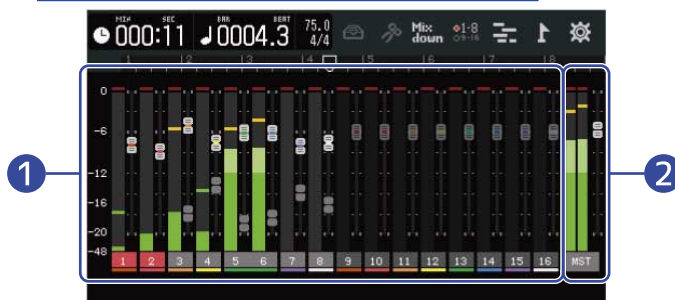 MIN SEC BAR BEAT
000:11 0004.3 75.0 4/4 Mix down 1-8 09-16
1 2 3 4 5 6 7 8
0
-6
-12
-16
-20
-48
1 2
1 2 3 4 5 6 7 8 9 10 11 12 13 14 15 16 MST